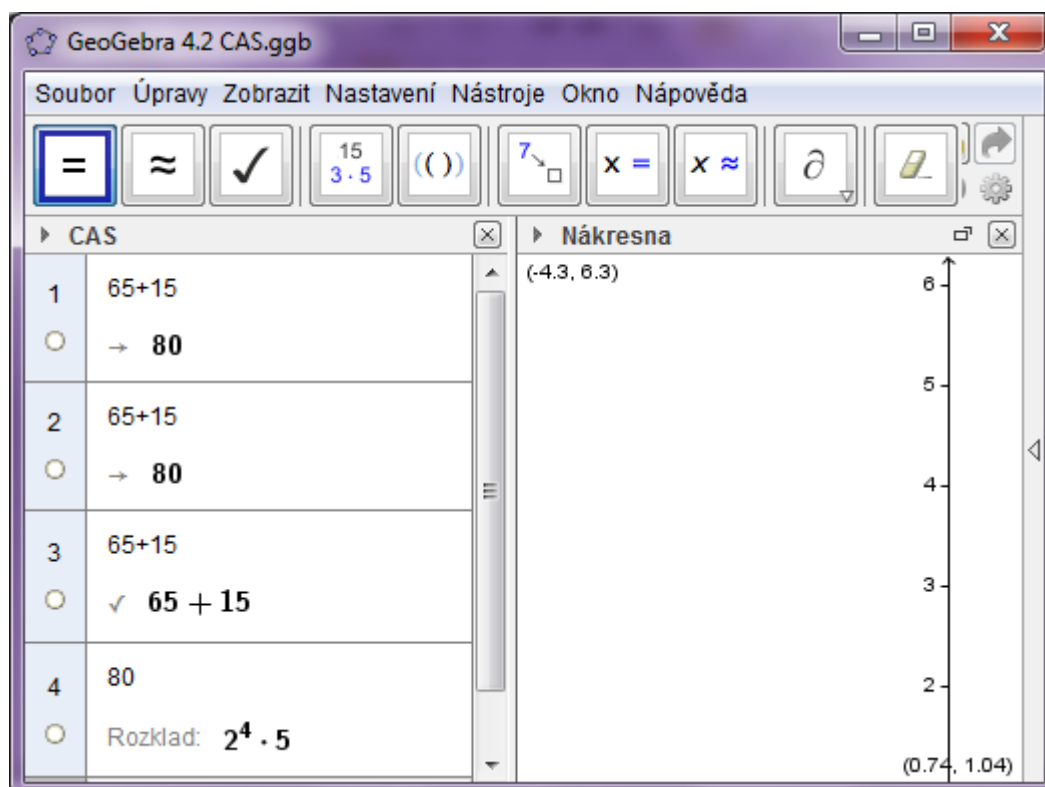 GeoGebra 4.2 CAS.ggb
Soubor Úpravy Zobrazit Nastavení Nástroje Okno Nápověda
= ≈ ✓ 15 (( )) 7 x = x ≈ ∂
3 · 5
CAS
1 65+15
→ 80
2 65+15
→ 80
3 65+15
✓ 65 + 15
4 80
Rozklad: 2⁴ · 5
Nákresna
(-4.3, 6.3)
6
5
4
3
2
(0.74, 1.04)